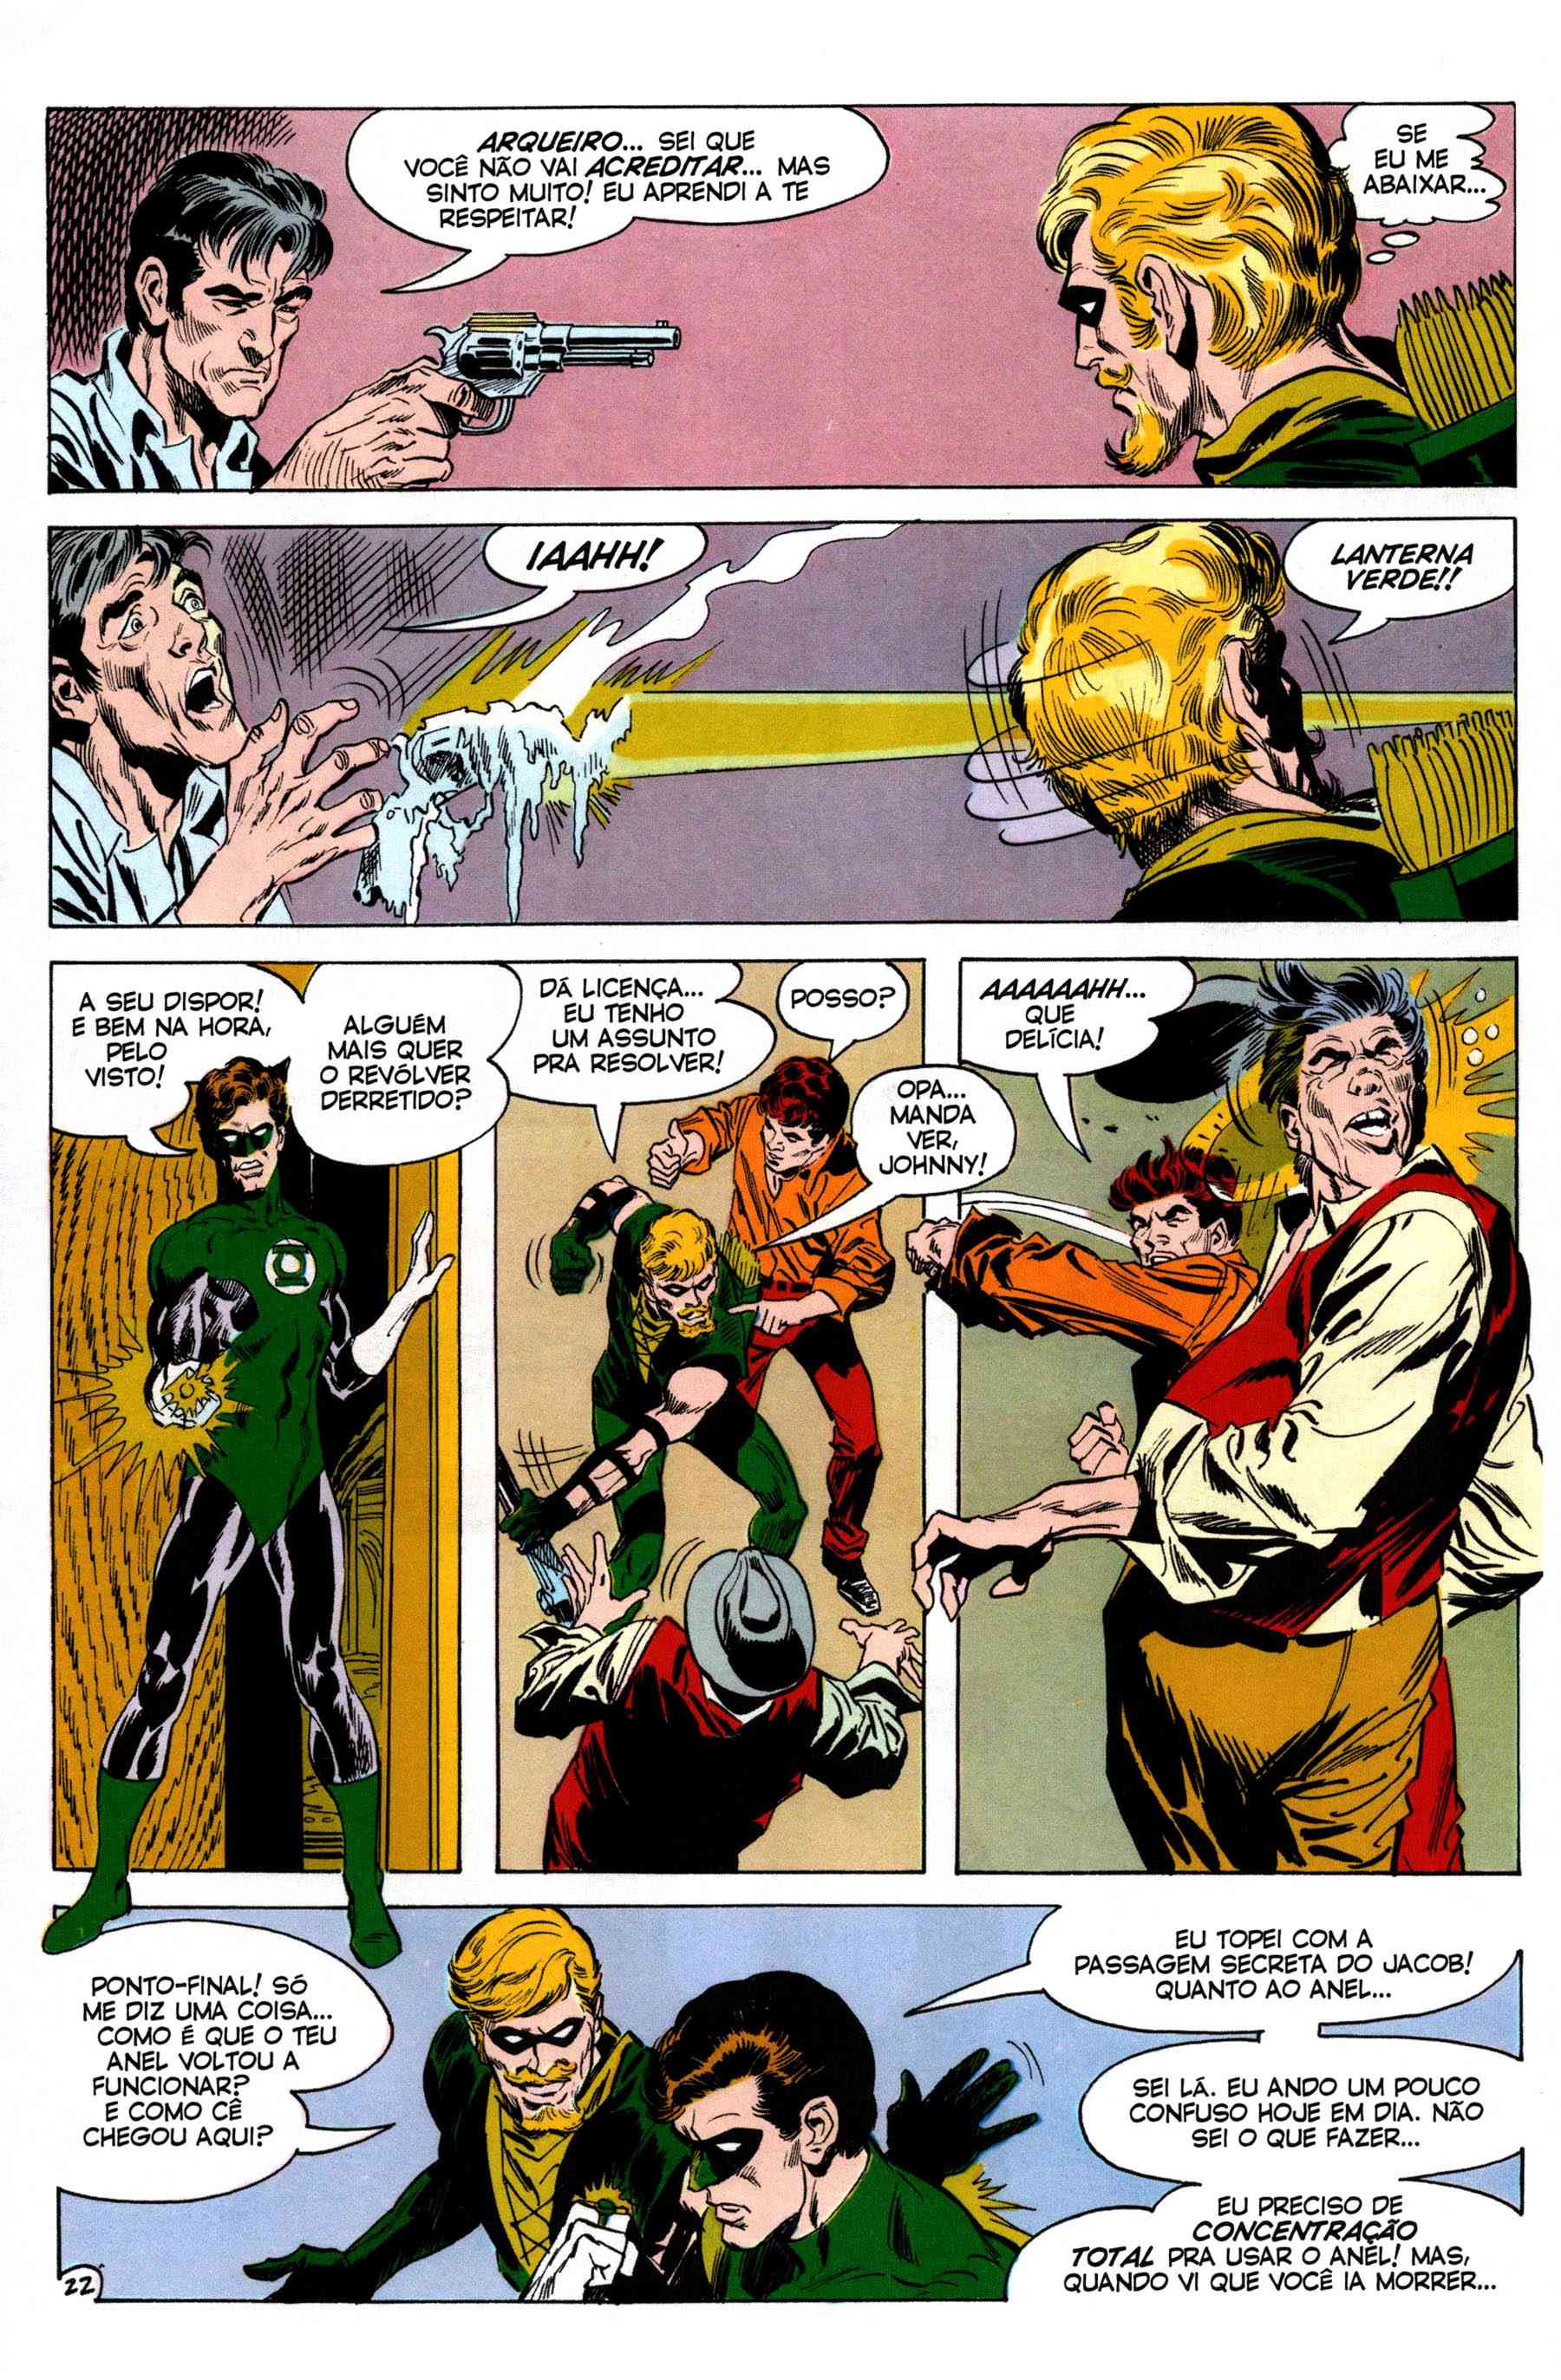 ARQUEIRO... SEI QUE
VOCÊ NÃO VAI ACREDITAR... MAS
SINTO MUITO! EU APRENDI A TE
RESPEITAR!
SE
EU ME
ABAIXAR...
IAAHH!
LANTERNA
VERDE!!
A SEU DISPOR!
E BEM NA HORA,
PELO
VISTO!
ALGUÉM
MAIS QUER
O REVÓLVER
DERRETIDO?
DÁ LICENÇA...
EU TENHO
UM ASSUNTO
PRA RESOLVER!
POSSO?
OPA...
MANDA
VER,
JOHNNY!
AAAAAAHH...
QUE
DELÍCIA!
PONTO-FINAL! SÓ
ME DIZ UMA COISA...
COMO É QUE O TEU
ANEL VOLTOU A
FUNCIONAR?
E COMO CÊ
CHEGOU AQUI?
EU TOPEI COM A
PASSAGEM SECRETA DO JACOB!
QUANTO AO ANEL...
SEI LÁ. EU ANDO UM POUCO
CONFUSO HOJE EM DIA. NÃO
SEI O QUE FAZER...
EU PRECISO DE
CONCENTRAÇÃO
TOTAL PRA USAR O ANEL! MAS,
QUANDO VI QUE VOCÊ IA MORRER...
22